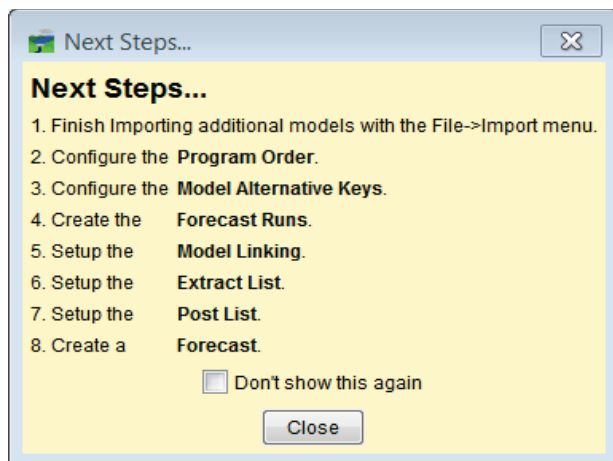 Next Steps...
Next Steps...
1. Finish Importing additional models with the File->Import menu.
2. Configure the Program Order.
3. Configure the Model Alternative Keys.
4. Create the Forecast Runs.
5. Setup the Model Linking.
6. Setup the Extract List.
7. Setup the Post List.
8. Create a Forecast.
Don't show this again
Close